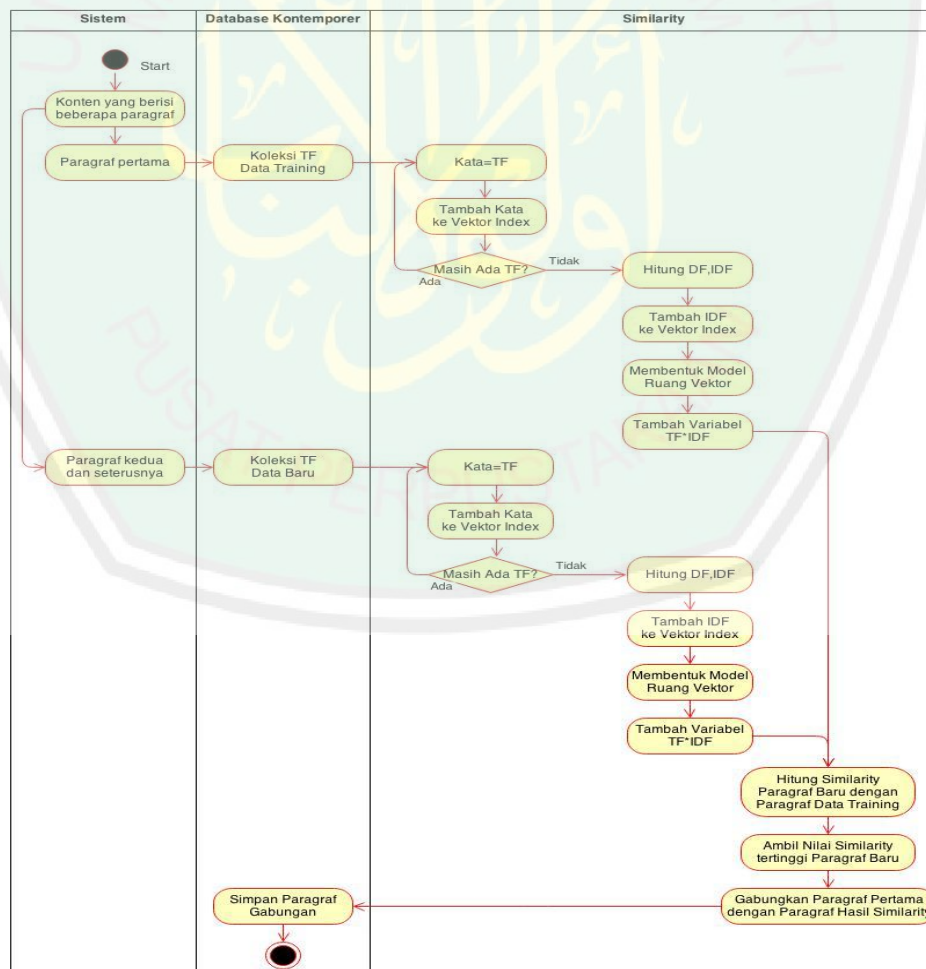 Sistem
Database Kontemporer
Similarity
Start
Konten yang berisi
beberapa paragraf
Paragraf pertama
Koleksi TF
Data Training
Kata=TF
Tambah Kata
ke Vektor Index
Masih Ada TF?
Tidak
Ada
Hitung DF,IDF
Tambah IDF
ke Vektor Index
Membentuk Model
Ruang Vektor
Tambah Variabel
TF*IDF
Paragraf kedua
dan seterusnya
Koleksi TF
Data Baru
Kata=TF
Tambah Kata
ke Vektor Index
Masih Ada TF?
Tidak
Ada
Hitung DF,IDF
Tambah IDF
ke Vektor Index
Membentuk Model
Ruang Vektor
Tambah Variabel
TF*IDF
Hitung Similarity
Paragraf Baru dengan
Paragraf Data Training
Ambil Nilai Similarity
tertinggi Paragraf Baru
Gabungkan Paragraf Pertama
dengan Paragraf Hasil Similarity
Simpan Paragraf
Gabungan